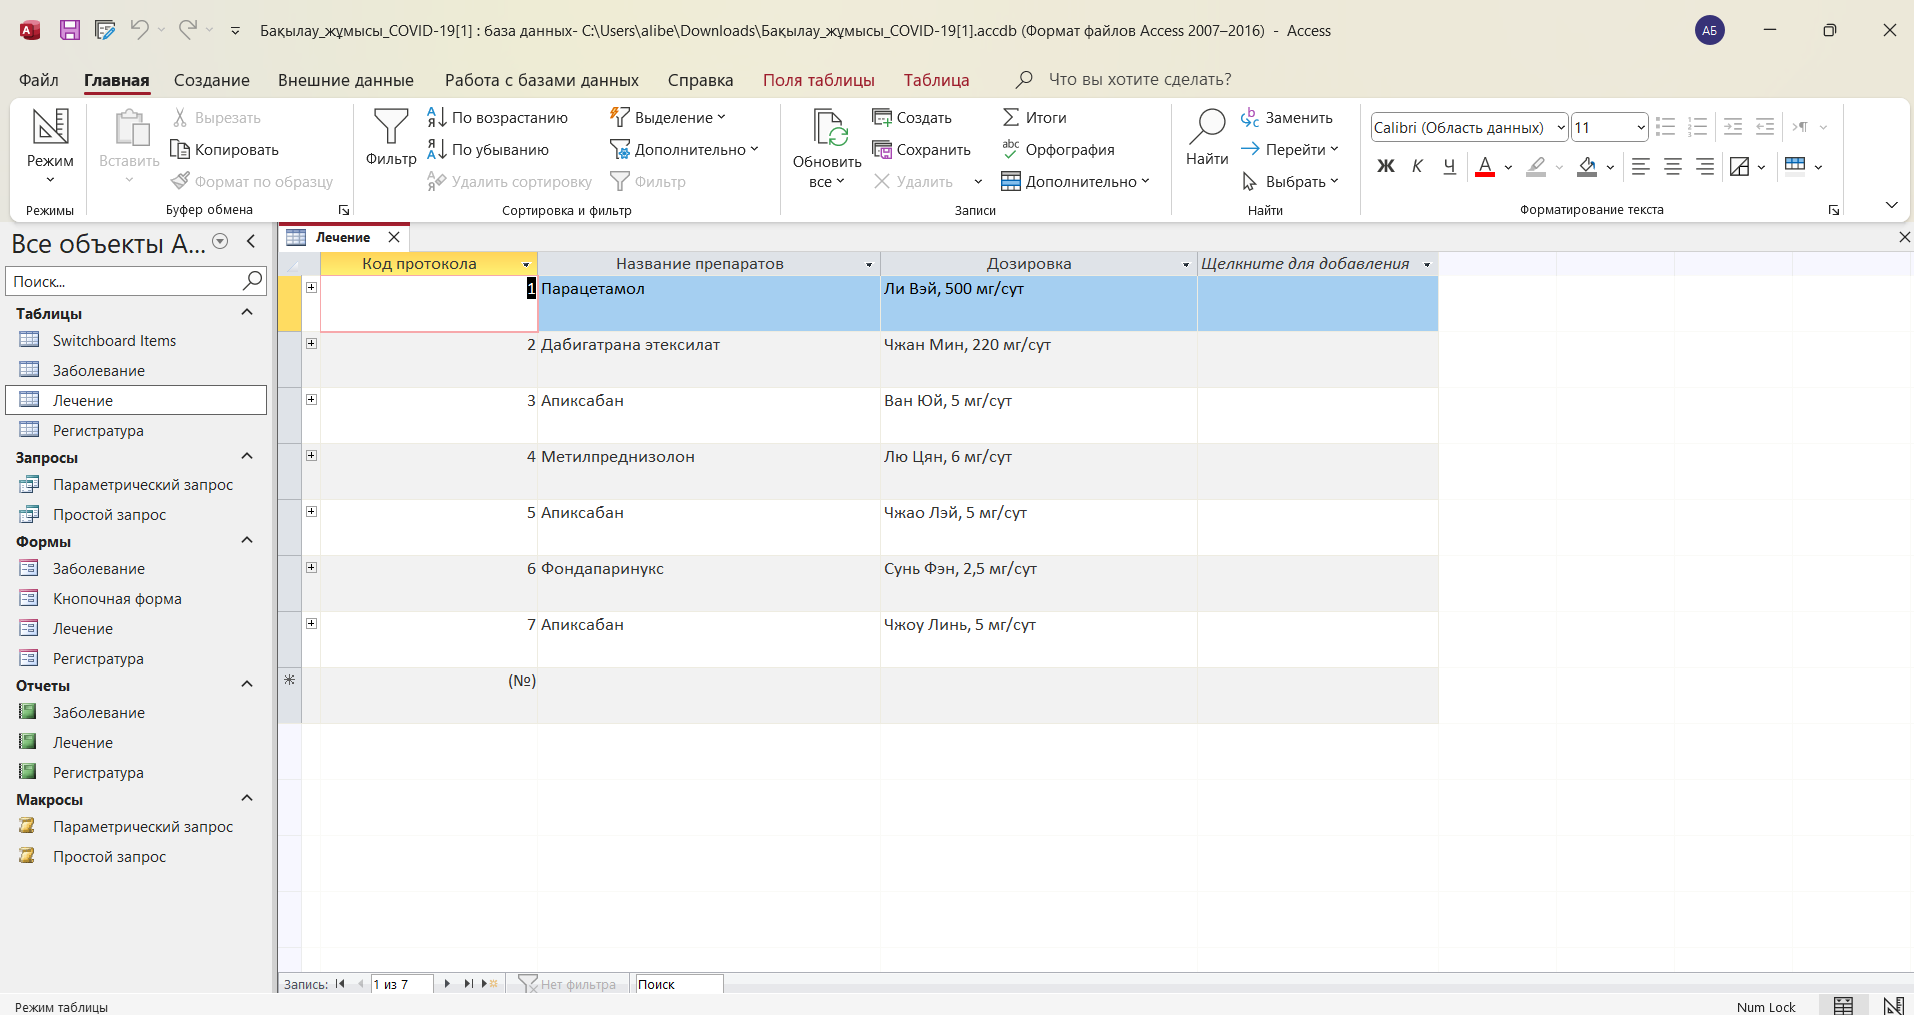 Бақылау_жұмысы_COVID-19[1] : база данных- C:\Users\alibe\Downloads\Бақылау_жұмысы_COVID-19[1].accdb (Формат файлов Access 2007–2016) - Access
АБ
Файл Главная Создание Внешние данные Работа с базами данных Справка Поля таблицы Таблица Что вы хотите сделать?
Режим
Режимы
Вставить
Вырезать
Копировать
Формат по образцу
Буфер обмена
Фильтр
По возрастанию
По убыванию
Удалить сортировку
Выделение
Дополнительно
Фильтр
Сортировка и фильтр
Обновить
все
Создать
Сохранить
Удалить
Итоги
Орфография
Дополнительно
Записи
Найти
Заменить
Перейти
Выбрать
Найти
Calibri (Область данных) 11
Ж К Ч А
Форматирование текста
Все объекты A...
Поиск...
Таблицы
Switchboard Items
Заболевание
Лечение
Регистратура
Запросы
Параметрический запрос
Простой запрос
Формы
Заболевание
Кнопочная форма
Лечение
Регистратура
Отчеты
Заболевание
Лечение
Регистратура
Макросы
Параметрический запрос
Простой запрос
Лечение
Код протокола Название препаратов Дозировка Щелкните для добавления
1 Парацетамол Ли Вэй, 500 мг/сут
2 Дабигатрана этексилат Чжан Мин, 220 мг/сут
3 Апиксабан Ван Юй, 5 мг/сут
4 Метилпреднизолон Лю Цян, 6 мг/сут
5 Апиксабан Чжао Лэй, 5 мг/сут
6 Фондапаринукс Сунь Фэн, 2,5 мг/сут
7 Апиксабан Чжоу Линь, 5 мг/сут
(№)
Запись: 1 из 7 Нет фильтра Поиск
Режим таблицы
Num Lock